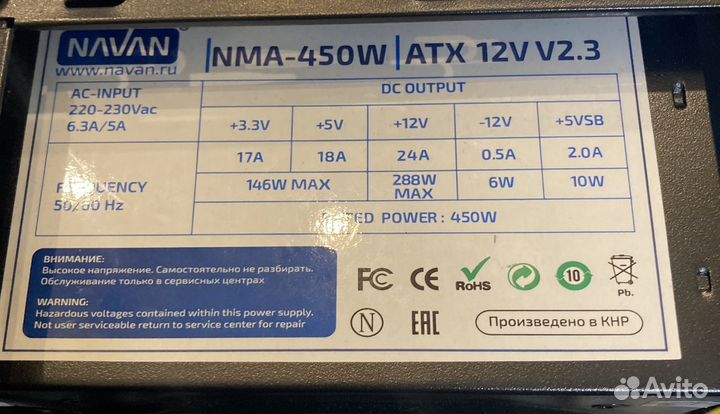 NAVAN
www.navan.ru
NMA-450W
ATX 12V V2.3
AC-INPUT
220-230Vac
6.3A/5A
FREQUENCY
50/60 Hz
DC OUTPUT
+3.3V +5V +12V -12V +5VSB
17A 18A 24A 0.5A 2.0A
146W MAX 288W MAX 6W 10W
POWER : 450W
ВНИМАНИЕ:
Высокое напряжение. Самостоятельно не разбирать.
Обслуживание только в сервисных центрах
WARNING:
Hazardous voltages contained within this power supply.
Not user serviceable return to service center for repair
FC CE RoHS 10 Pb.
N EAC
Произведено в КНР
Avito